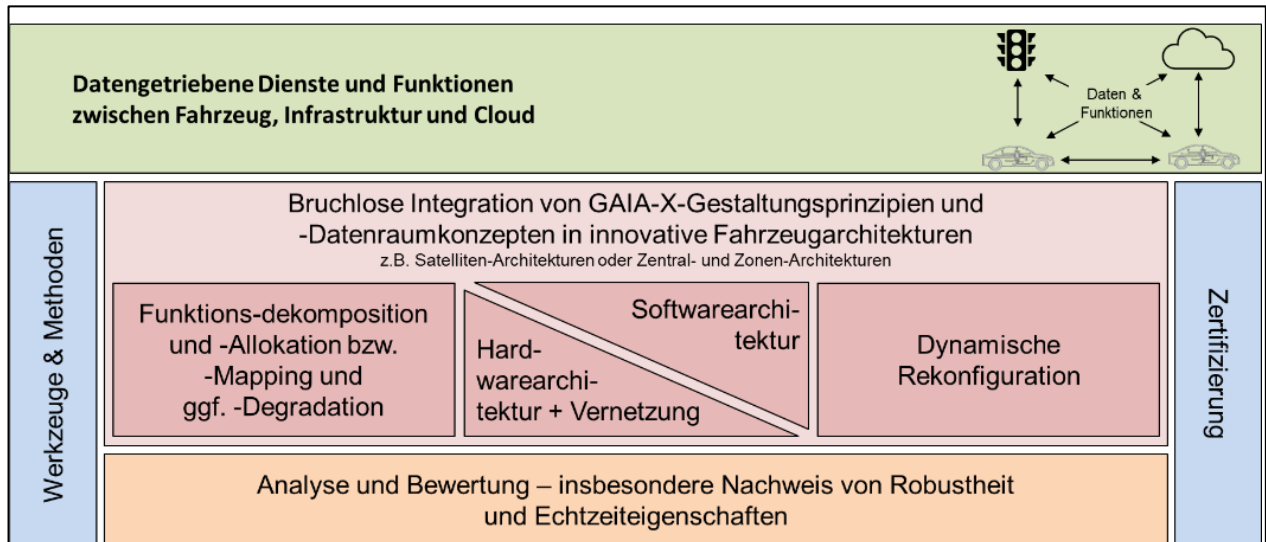 Datengetriebene Dienste und Funktionen
zwischen Fahrzeug, Infrastruktur und Cloud
Daten &
Funktionen
Werkzeuge & Methoden
Bruchlose Integration von GAIA-X-Gestaltungsprinzipien und
-Datenraumkonzepten in innovative Fahrzeugarchitekturen
z.B. Satelliten-Architekturen oder Zentral- und Zonen-Architekturen
Funktions-dekomposition
und -Allokation bzw.
-Mapping und
ggf. -Degradation
Hard-
warearchi-
tektur + Vernetzung
Softwarearchi-
tektur
Dynamische
Rekonfiguration
Zertifizierung
Analyse und Bewertung – insbesondere Nachweis von Robustheit
und Echtzeiteigenschaften